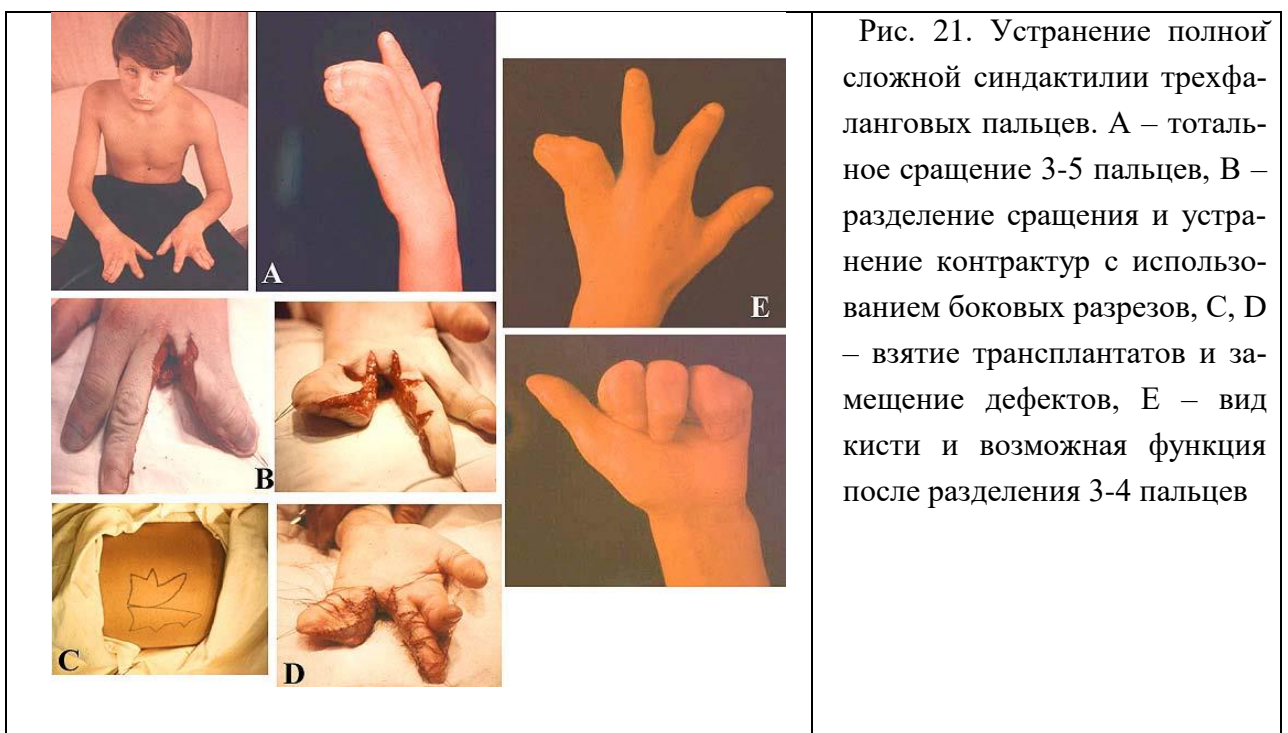 A
B
C
D
E
Рис. 21. Устранение полной
сложной синдактилии трехфа-
ланговых пальцев. А – тоталь-
ное сращение 3-5 пальцев, В –
разделение сращения и устра-
нение контрактур с использо-
ванием боковых разрезов, С, D
– взятие трансплантатов и за-
мещение дефектов, Е – вид
кисти и возможная функция
после разделения 3-4 пальцев